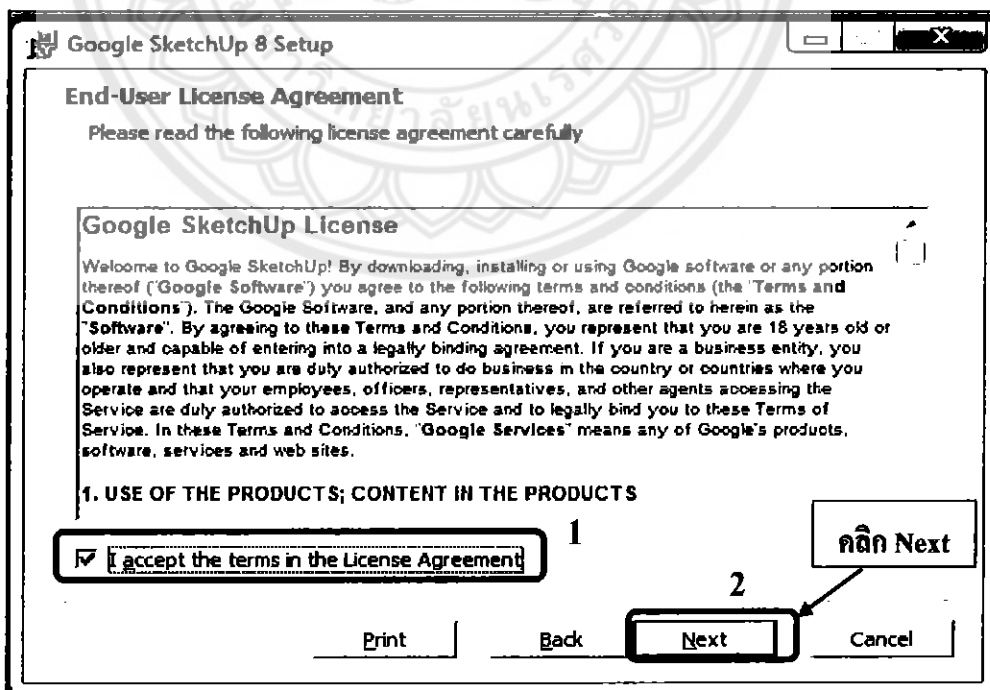 Google SketchUp 8 Setup
End-User License Agreement
Please read the following license agreement carefully
Google SketchUp License
Welcome to Google SketchUp! By downloading, installing or using Google software or any portion
thereof ("Google Software") you agree to the following terms and conditions (the "Terms and
Conditions"). The Google Software, and any portion thereof, are referred to herein as the
"Software". By agreeing to these Terms and Conditions, you represent that you are 18 years old or
older and capable of entering into a legally binding agreement. If you are a business entity, you
also represent that you are duly authorized to do business in the country or countries where you
operate and that your employees, officers, representatives, and other agents accessing the
Service are duly authorized to access the Service and to legally bind you to these Terms of
Service. In these Terms and Conditions, "Google Services" means any of Google's products,
software, services and web sites.
1. USE OF THE PRODUCTS; CONTENT IN THE PRODUCTS
1
I accept the terms in the License Agreement
คลิก Next
2
Print Back Next Cancel